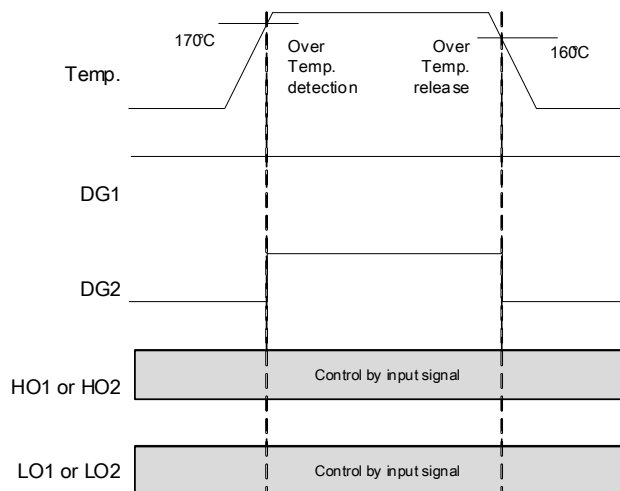 170°C
Over
Temp.
detection
Over
Temp.
release
160°C
Temp.
DG1
DG2
HO1 or HO2
Control by input signal
LO1 or LO2
Control by input signal